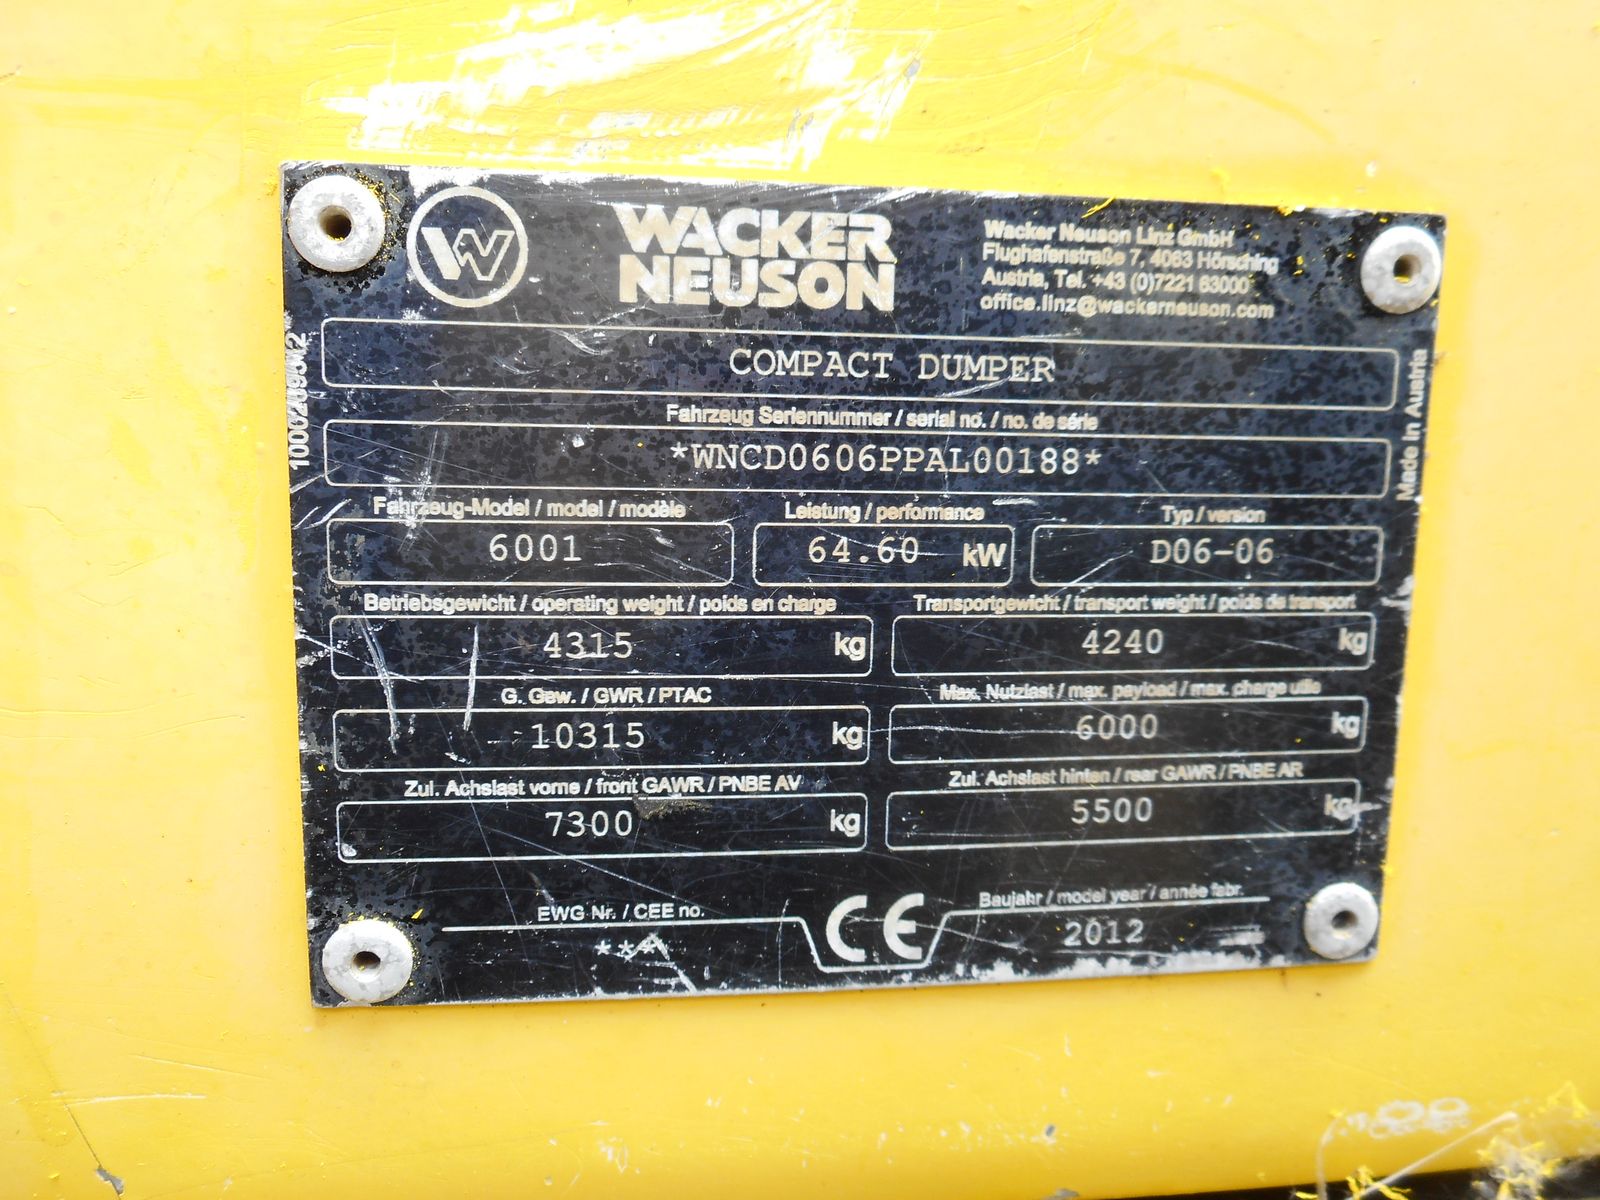 WACKER
NEUSON
Wacker Neuson Linz GmbH
Flughafenstraße 7, 4063 Hörsching
Austria, Tel. +43 (0)7221 63000
office.linz@wackerneuson.com
COMPACT DUMPER
Fahrzeug Seriennummer / serial no. / no. de série
*WNCD0606PPAL00188*
Fahrzeug-Model / model / modèle Leistung / performance Typ / version
6001 64.60 kW D06-06
Betriebsgewicht / operating weight / poids en charge Transportgewicht / transport weight / poids de transport
4315 kg 4240 kg
G. Gew. / GWR / PTAC Max. Nutzlast / max. payload / max. charge utile
10315 kg 6000 kg
Zul. Achslast vorne / front GAWR / PNBE AV Zul. Achslast hinten / rear GAWR / PNBE AR
7300 kg 5500 kg
EWG Nr. / CEE no. CE Baujahr / model year / année fabr.
*** 2012
Made in Austria